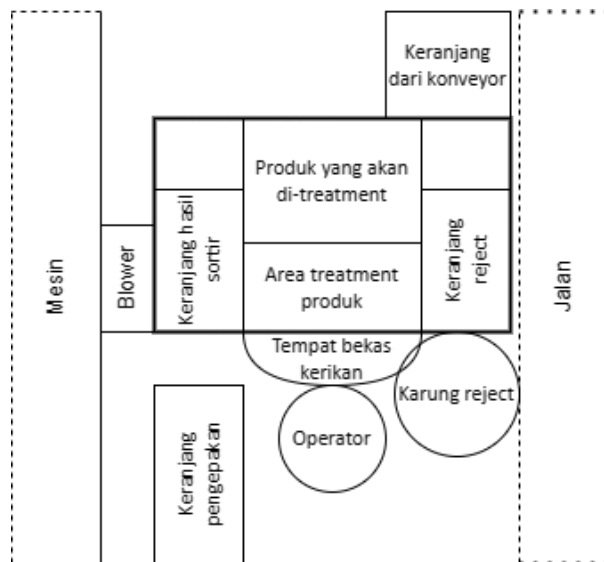 Keranjang
dari konveyor
Produk yang akan
di-treatment
Mesin
Blower
Keranjang hasil
sortir
Area treatment
produk
Keranjang
reject
Jalan
Tempat bekas
kerikan
Karung reject
Operator
Keranjang
pengepakan